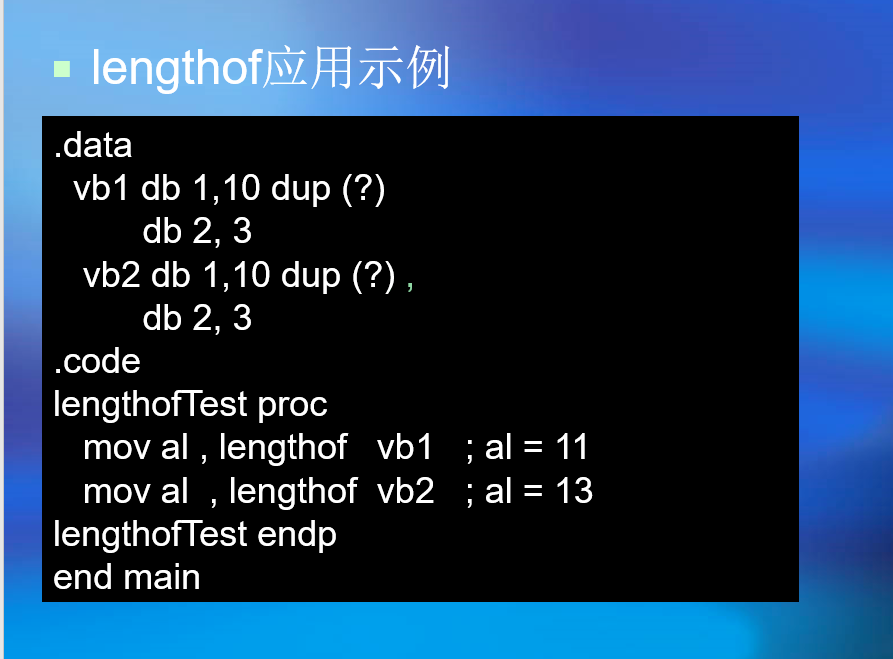 lengthof应用示例
.data
vb1 db 1,10 dup (?)
db 2, 3
vb2 db 1,10 dup (?) ,
db 2, 3
.code
lengthofTest proc
mov al , lengthof vb1 ; al = 11
mov al , lengthof vb2 ; al = 13
lengthofTest endp
end main